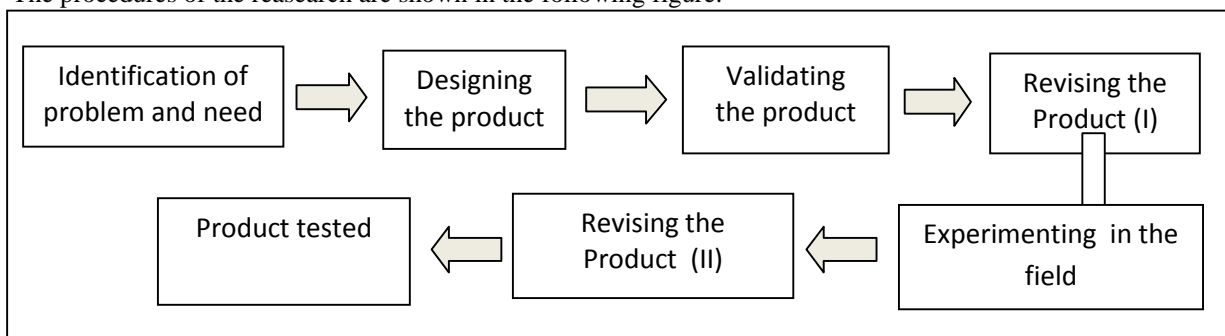 The procedures of the reasearch are shown in the following figure.
Identification of
problem and need
Designing
the product
Validating
the product
Revising the
Product (I)
Experimenting in the
field
Revising the
Product (II)
Product tested